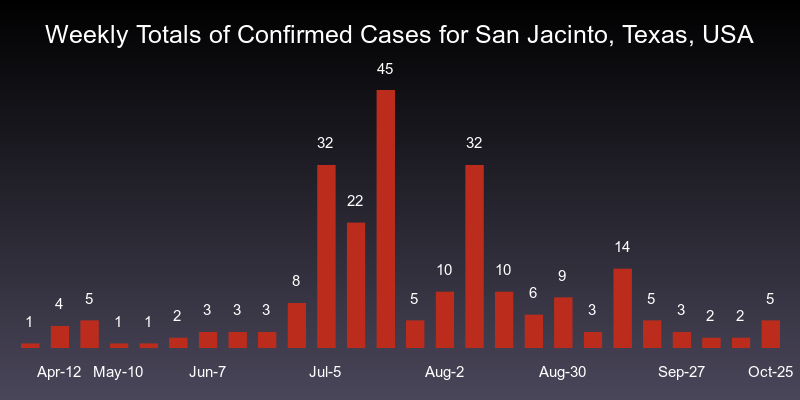 Weekly Totals of Confirmed Cases for San Jacinto, Texas, USA
1 4 5 1 1 2 3 3 3 8 32 22 45 5 10 32 10 6 9 3 14 5 3 2 2 5
Apr-12 May-10 Jun-7 Jul-5 Aug-2 Aug-30 Sep-27 Oct-25